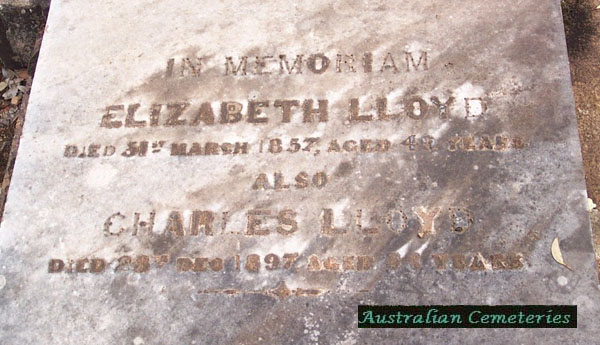 IN MEMORIAM
ELIZABETH LLOYD
DIED 31ST MARSH 1857, AGED YEARS
ALSO
CHARLES LLOYD
DIED 28TH DEC 1897 AGED YEARS
Australian Cemeteries